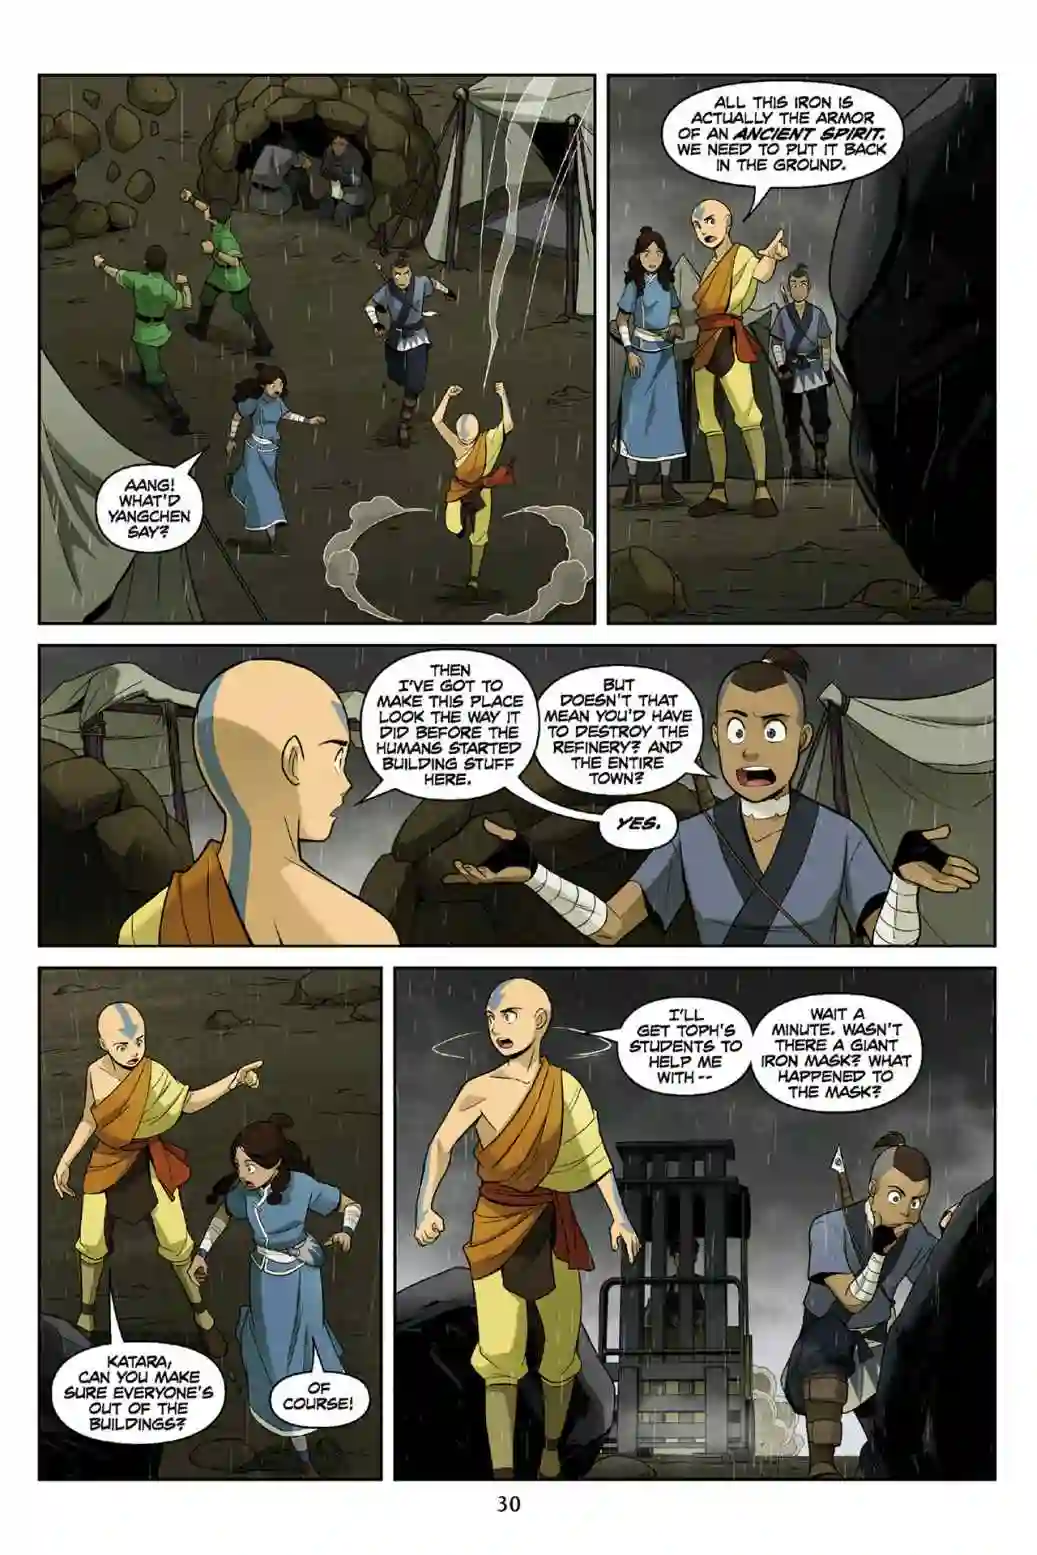 AANG!
WHAT'D
YANGCHEN
SAY?
ALL THIS IRON IS
ACTUALLY THE ARMOR
OF AN ANCIENT SPIRIT.
WE NEED TO PUT IT BACK
IN THE GROUND.
THEN
I'VE GOT TO
MAKE THIS PLACE
LOOK THE WAY IT
DID BEFORE THE
HUMANS STARTED
BUILDING STUFF
HERE.
BUT
DOESN'T THAT
MEAN YOU'D HAVE
TO DESTROY THE
REFINERY? AND
THE ENTIRE
TOWN?
YES.
KATARA,
CAN YOU MAKE
SURE EVERYONE'S
OUT OF THE
BUILDINGS?
OF
COURSE!
I'LL
GET TOPH'S
STUDENTS TO
HELP ME
WITH --
WAIT A
MINUTE. WASN'T
THERE A GIANT
IRON MASK? WHAT
HAPPENED TO
THE MASK?
30